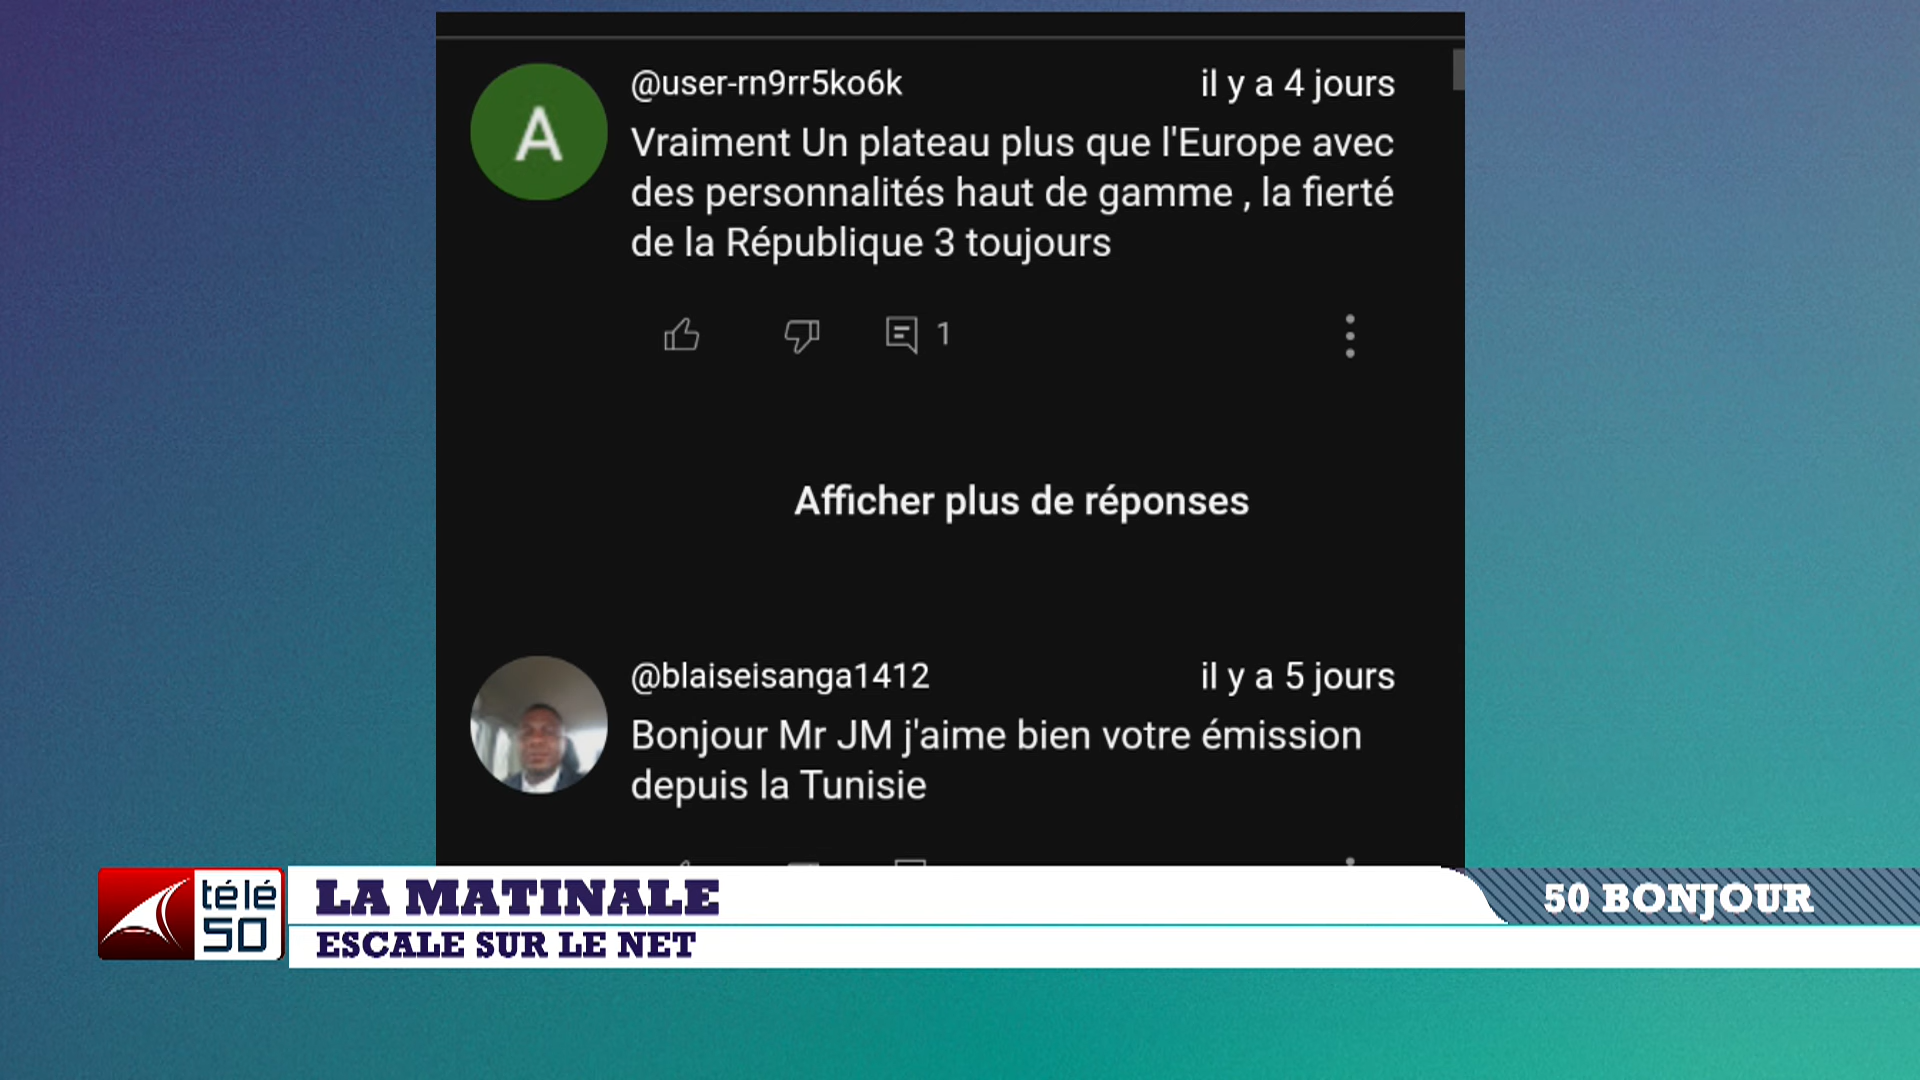 @user-rn9rr5ko6k il y a 4 jours
A
Vraiment Un plateau plus que l'Europe avec
des personnalités haut de gamme , la fierté
de la République 3 toujours
1
Afficher plus de réponses
@blaiseisanga1412 il y a 5 jours
Bonjour Mr JM j'aime bien votre émission
depuis la Tunisie
télé
50
LA MATINALE
50 BONJOUR
ESCALE SUR LE NET